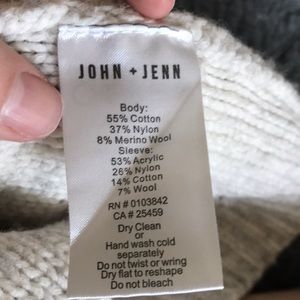 JOHN + JENN
Body:
55% Cotton
37% Nylon
8% Merino Wool
Sleeve:
53% Acrylic
26% Nylon
14% Cotton
7% Wool
RN # 0103842
CA # 25459
Dry Clean
or
Hand wash cold
separately
Do not twist or wring
Dry flat to reshape
Do not bleach